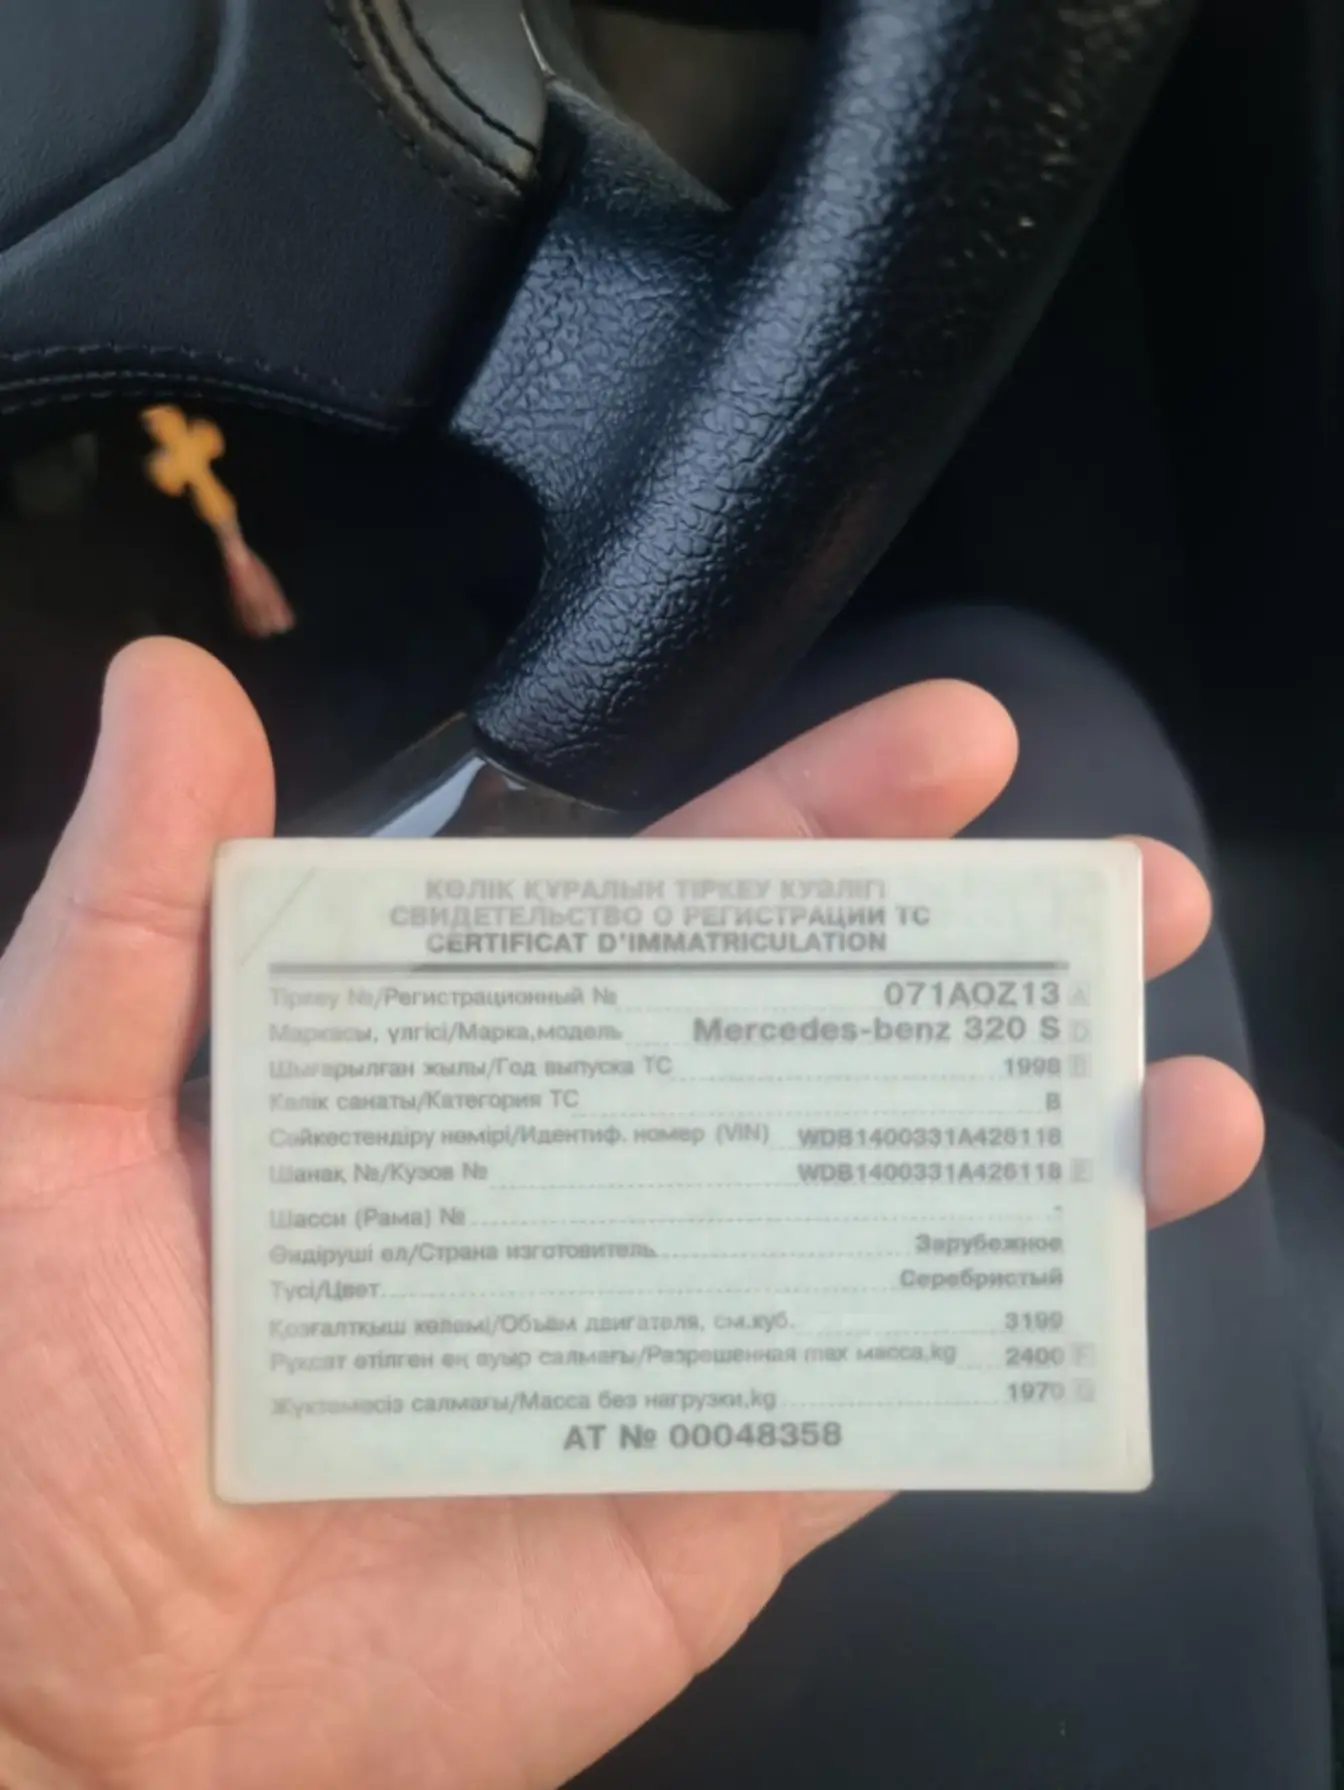 КӨЛІК ҚҰРАЛЫН ТІРКЕУ КУӘЛІГІ
СВИДЕТЕЛЬСТВО О РЕГИСТРАЦИИ ТС
CERTIFICAT D'IMMATRICULATION
Тіркеу №/Регистрационный № 071AOZ13 A
Маркасы, үлгісі/Марка,модель Mercedes-benz 320 S D
Шығарылған жылы/Год выпуска ТС 1998 B
Көлік санаты/Категория ТС B
Сәйкестендіру нөмірі/Идентиф. номер (VIN) WDB1400331A426118
Шанақ №/Кузов № WDB1400331A426118 E
Шасси (Рама) № -
Өндіруші ел/Страна изготовитель Зарубежное
Түсі/Цвет Серебристый
Қозғалтқыш көлемі/Объём двигателя, см.куб. 3199
Рұқсат етілген ең ауыр салмағы/Разрешенная max масса,kg 2400 F
Жүктемесіз салмағы/Масса без нагрузки,kg 1970 G
AT № 00048358